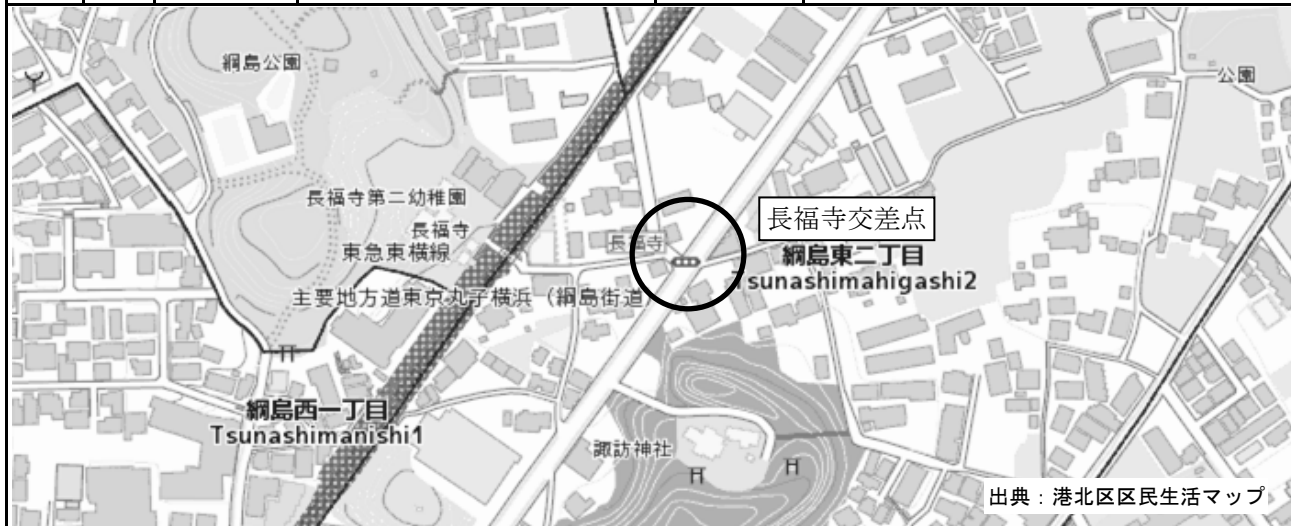 綱島公園
公園
長福寺第二幼稚園
長福寺
東急東横線
長福寺
長福寺交差点
綱島東二丁目
Tsunashimahigashi2
主要地方道東京丸子横浜（綱島街道）
綱島西一丁目
Tsunashimanishi1
諏訪神社
出典：港北区区民生活マップ